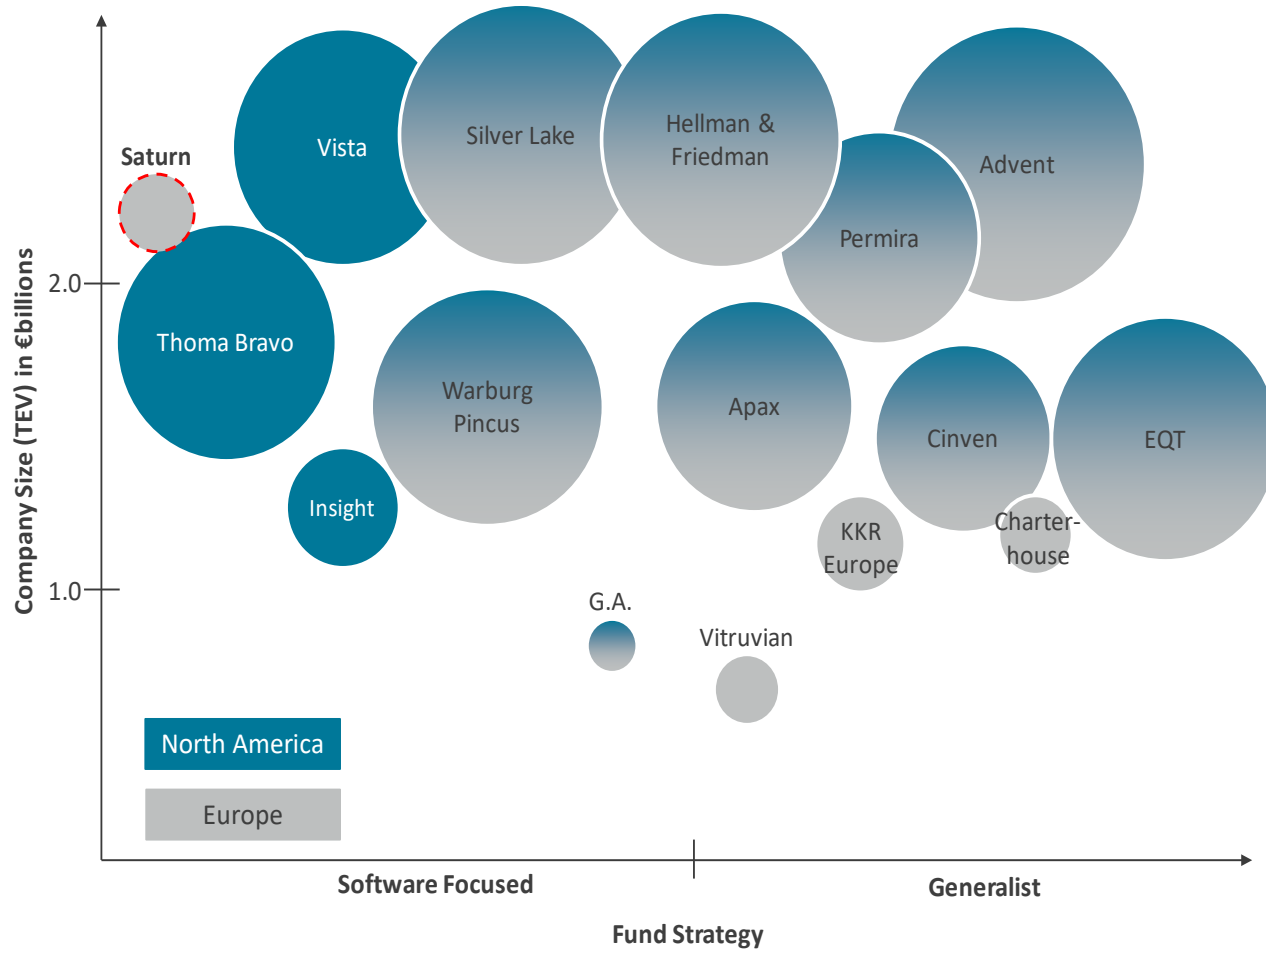 Saturn
Vista
Silver Lake
Hellman &
Friedman
Permira
Advent
2.0
Thoma Bravo
Warburg
Pincus
Apax
Cinven
EQT
Insight
KKR
Europe
Charter-
house
1.0
G.A.
Vitruvian
North America
Europe
Company Size (TEV) in €billions
Software Focused
Generalist
Fund Strategy